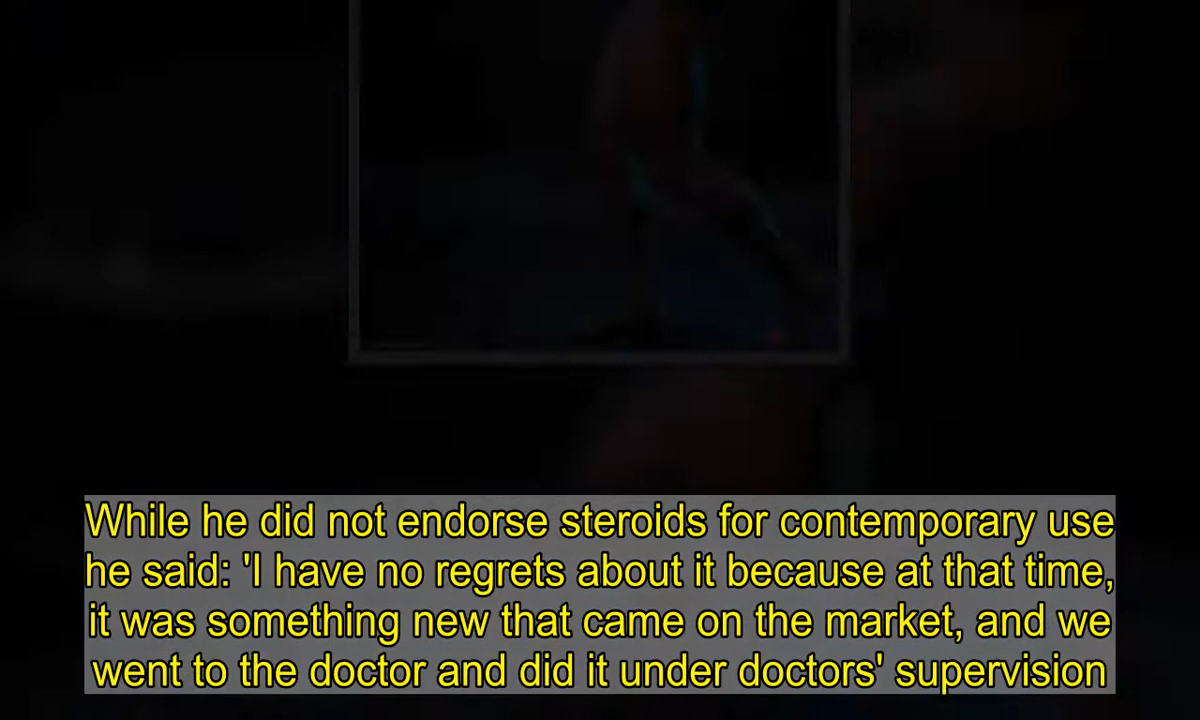 While he did not endorse steroids for contemporary use
he said: 'I have no regrets about it because at that time,
it was something new that came on the market, and we
went to the doctor and did it under doctors' supervision